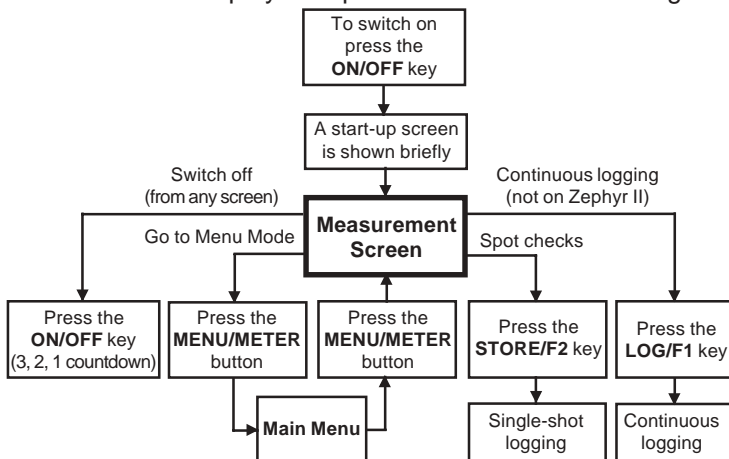 To switch on
press the
ON/OFF key
A start-up screen
is shown briefly
Switch off
(from any screen)
Continuous logging
(not on Zephyr II)
Measurement
Screen
Go to Menu Mode
Spot checks
Press the
ON/OFF key
(3, 2, 1 countdown)
Press the
MENU/METER
button
Press the
MENU/METER
button
Press the
STORE/F2 key
Press the
LOG/F1 key
Main Menu
Single-shot
logging
Continuous
logging